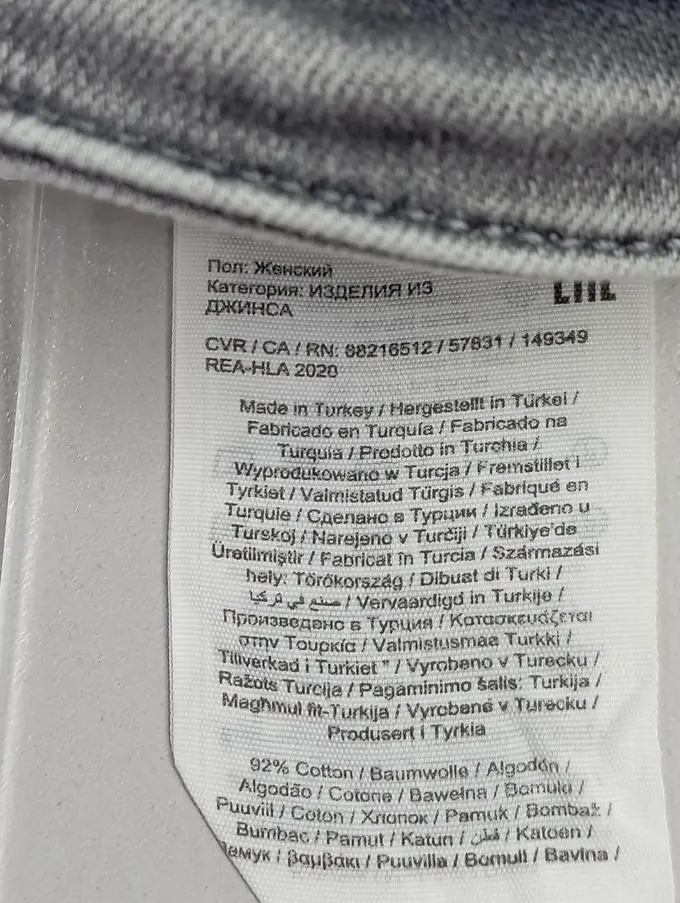 Пол: Женский
Категория: ИЗДЕЛИЯ ИЗ
ДЖИНСА
CVR / CA / RN: 88216512 / 57831 / 149349
REA-HLA 2020
Made in Turkey / Hergestellt in Türkei /
Fabricado en Turquía / Fabricado na
Turquia / Prodotto in Turchia /
Wyprodukowano w Turcja / Fremstillet i
Tyrkiet / Valmistatud Türgis / Fabriqué en
Turquie / Сделано в Турции / Izrađeno u
Turskoj / Narejeno v Turčiji / Türkiye'de
Üretilmiştir / Fabricat în Turcia / Származási
hely: Törökország / Dibuat di Turki /
صنع في تركيا / Vervaardigd in Turkije /
Произведено в Турция / Κατασκευάζεται
στην Τουρκία / Valmistusmaa Turkki /
Tillverkad i Turkiet " / Vyrobeno v Turecku /
Ražots Turcija / Pagaminimo šalis: Turkija /
Maghmul fit-Turkija / Vyrobené v Turecku /
Produsert i Tyrkia
92% Cotton / Baumwolle / Algodón /
Algodão / Cotone / Bawełna / Bomuld /
Puuvill / Coton / Хлопок / Pamuk / Bombaž /
Bumbac / Pamut / Katun / قطن / Katoen /
Памук / βαμβάκι / Puuvilla / Bomull / Bavlna /